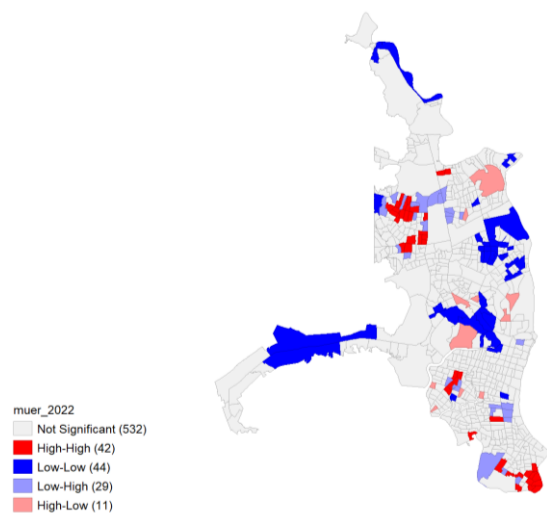 muer_2022
Not Significant (532)
High-High (42)
Low-Low (44)
Low-High (29)
High-Low (11)